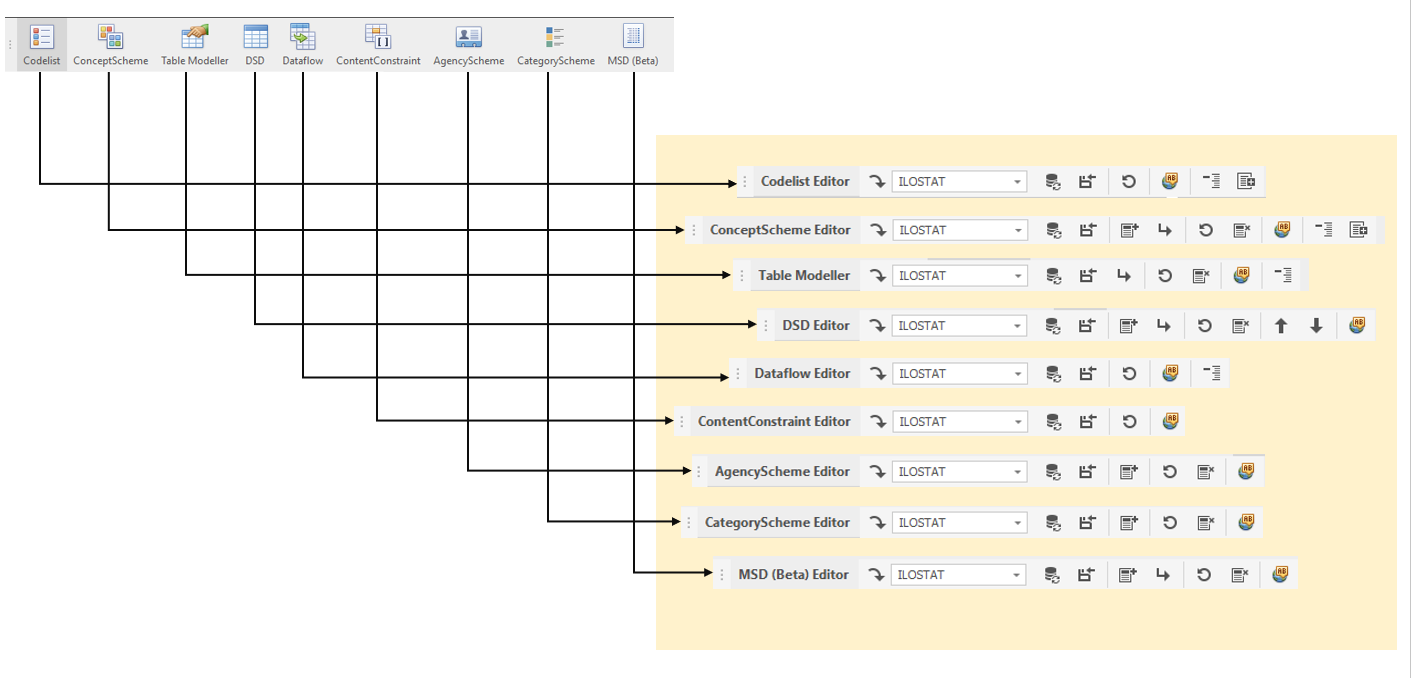 Codelist ConceptScheme Table Modeller DSD Dataflow ContentConstraint AgencyScheme CategoryScheme MSD (Beta)
Codelist Editor ILOSTAT
ConceptScheme Editor ILOSTAT
Table Modeller ILOSTAT
DSD Editor ILOSTAT
Dataflow Editor ILOSTAT
ContentConstraint Editor ILOSTAT
AgencyScheme Editor ILOSTAT
CategoryScheme Editor ILOSTAT
MSD (Beta) Editor ILOSTAT